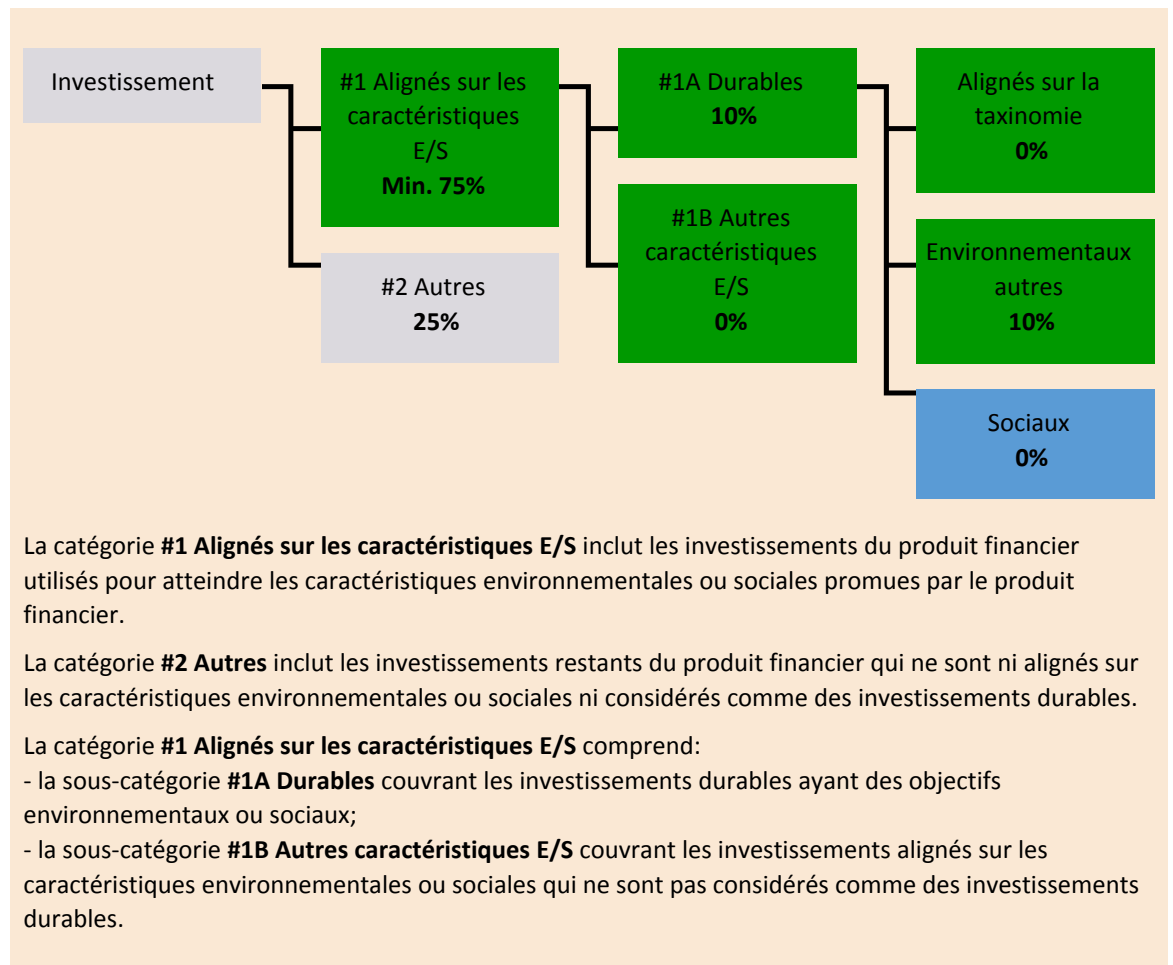 Investissement
#1 Alignés sur les
caractéristiques
E/S
Min. 75%
#2 Autres
25%
#1A Durables
10%
#1B Autres
caractéristiques
E/S
0%
Alignés sur la
taxinomie
0%
Environnementaux
autres
10%
Sociaux
0%
La catégorie #1 Alignés sur les caractéristiques E/S inclut les investissements du produit financier
utilisés pour atteindre les caractéristiques environnementales ou sociales promues par le produit
financier.
La catégorie #2 Autres inclut les investissements restants du produit financier qui ne sont ni alignés sur
les caractéristiques environnementales ou sociales ni considérés comme des investissements durables.
La catégorie #1 Alignés sur les caractéristiques E/S comprend:
- la sous-catégorie #1A Durables couvrant les investissements durables ayant des objectifs
environnementaux ou sociaux;
- la sous-catégorie #1B Autres caractéristiques E/S couvrant les investissements alignés sur les
caractéristiques environnementales ou sociales qui ne sont pas considérés comme des investissements
durables.